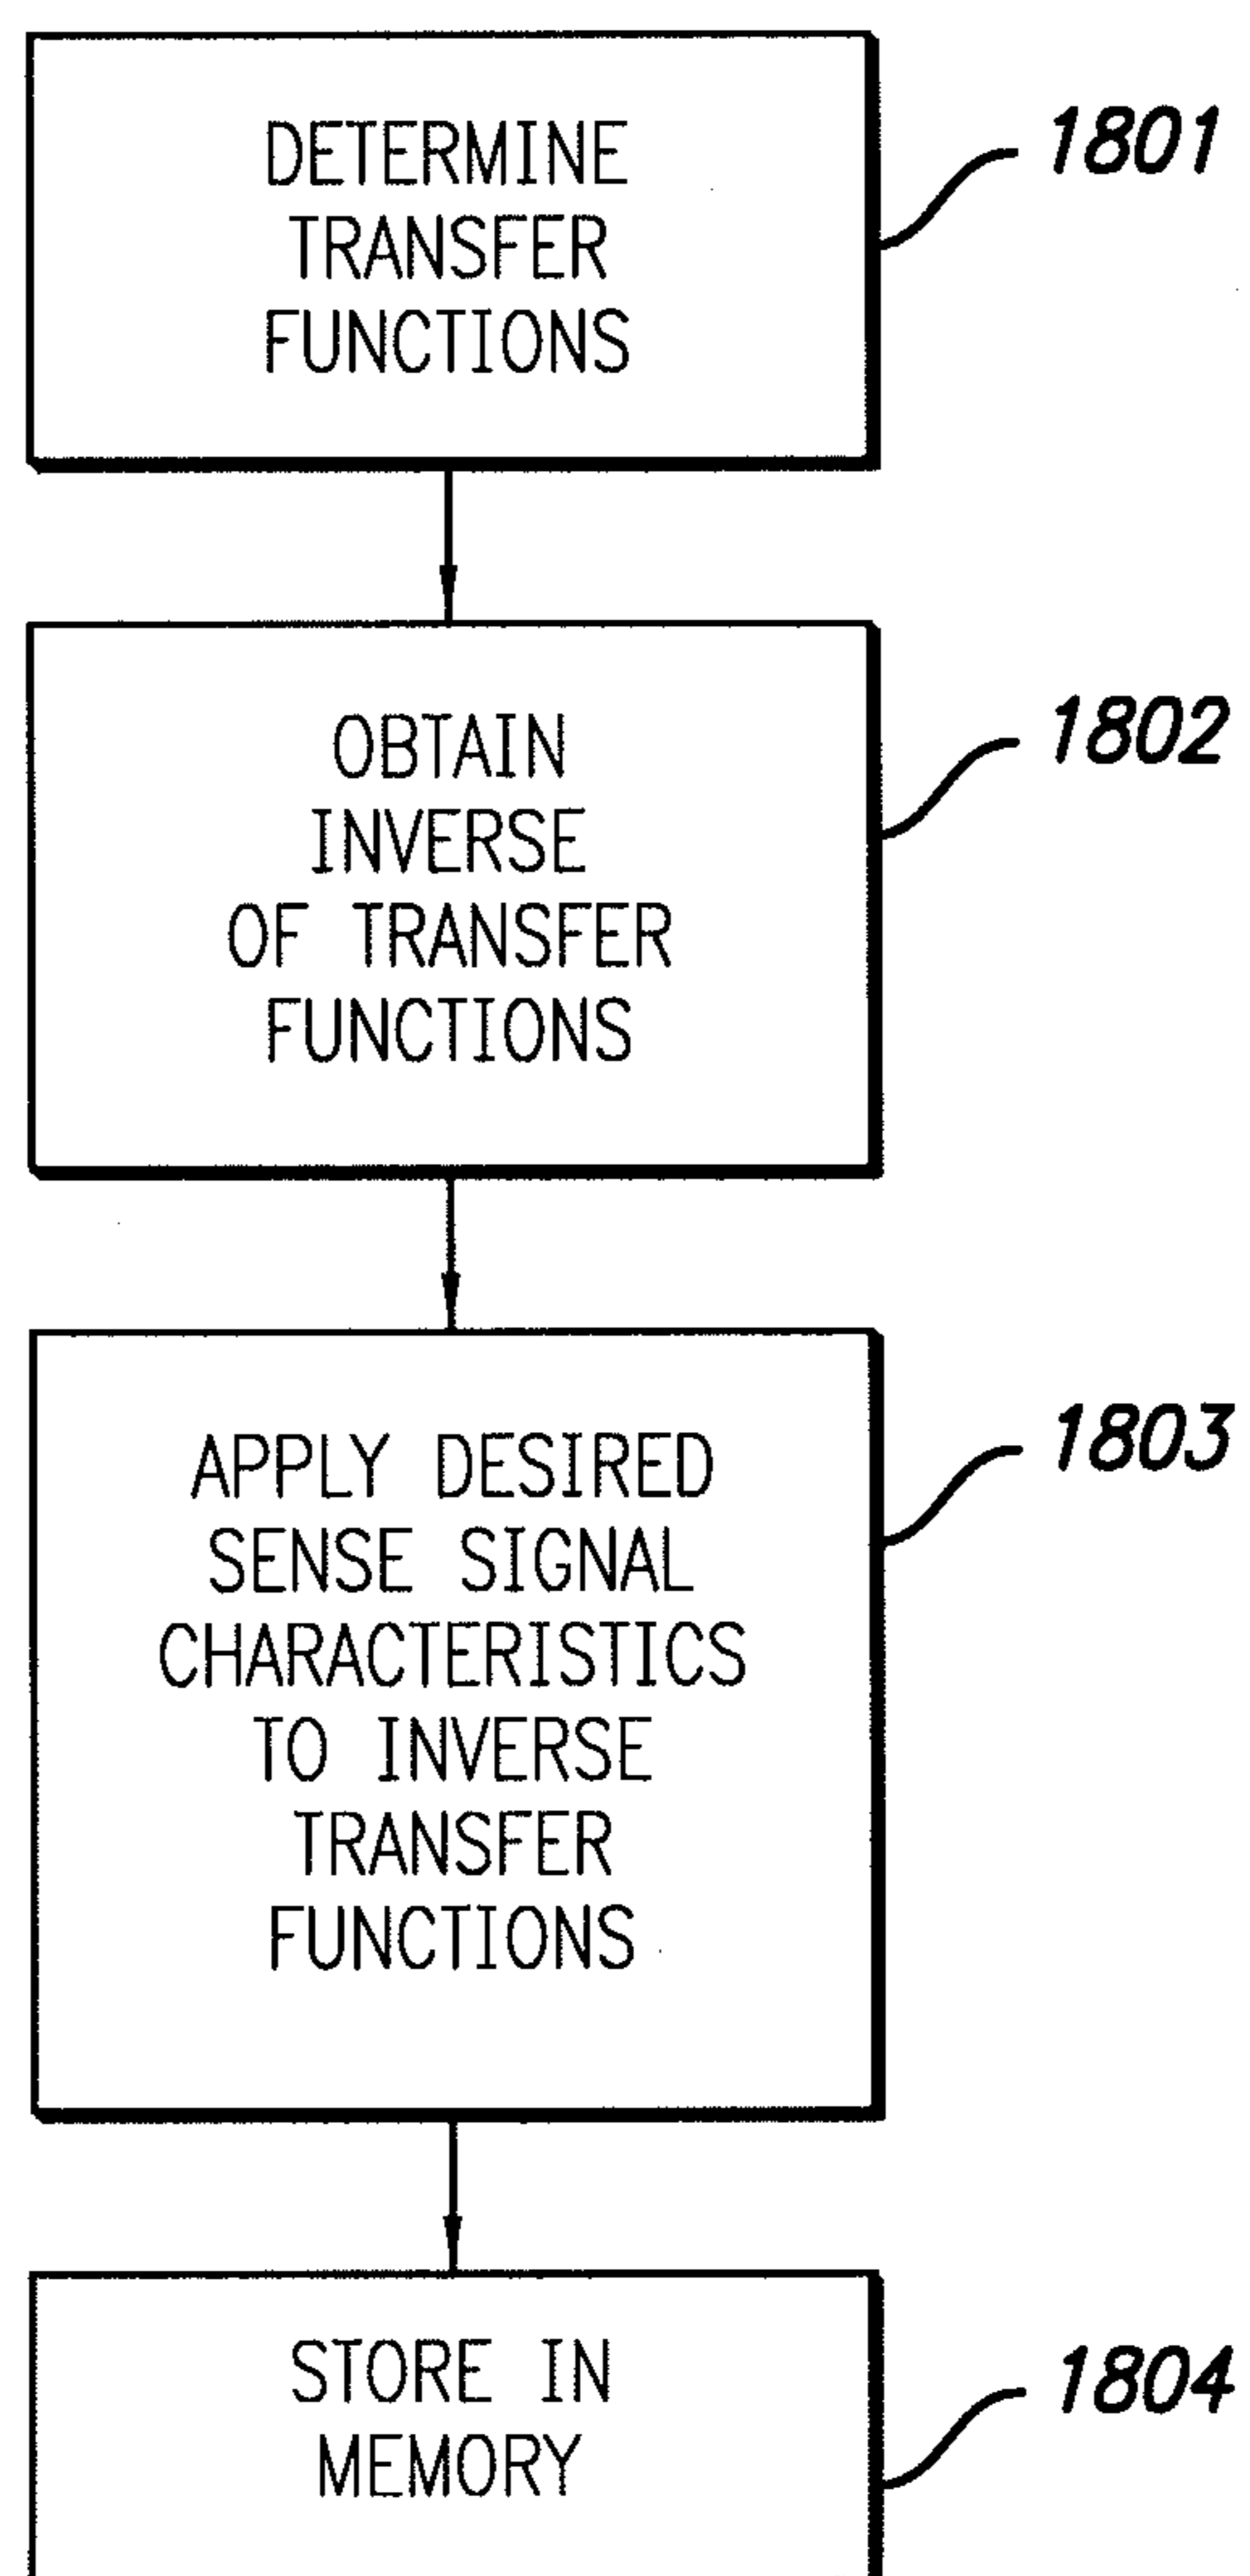 DETERMINE
TRANSFER
FUNCTIONS
1801
OBTAIN
INVERSE
OF TRANSFER
FUNCTIONS
1802
APPLY DESIRED
SENSE SIGNAL
CHARACTERISTICS
TO INVERSE
TRANSFER
FUNCTIONS
1803
STORE IN
MEMORY
1804